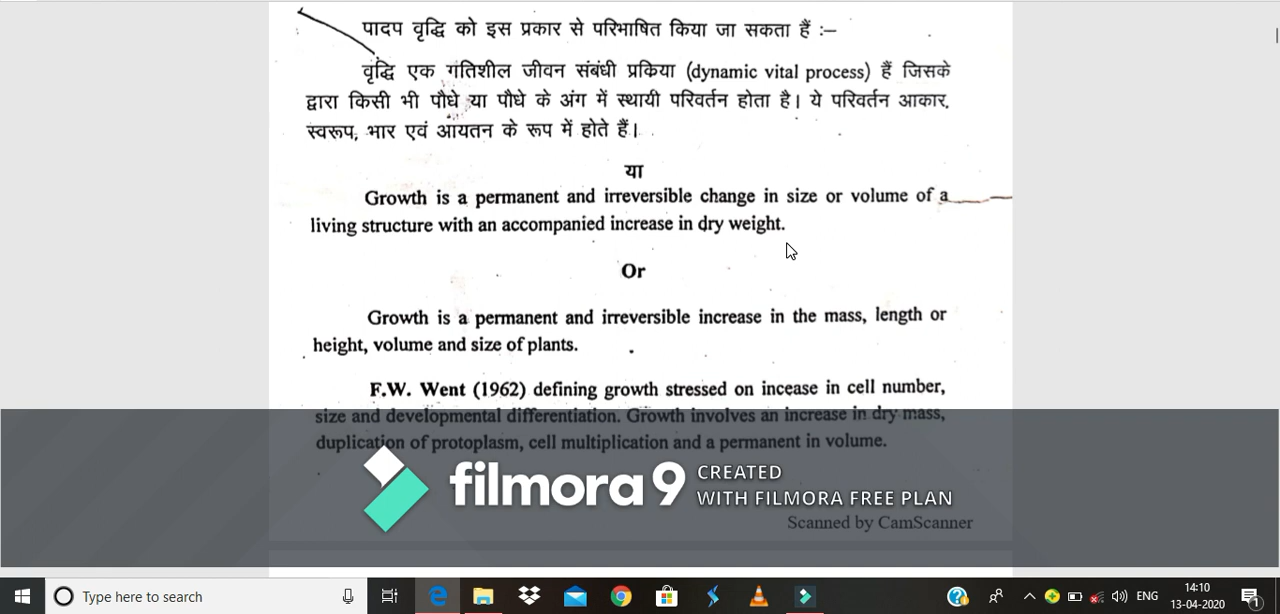 पादप वृद्धि को इस प्रकार से परिभाषित किया जा सकता हैं :–
वृद्धि एक गतिशील जीवन संबंधी प्रकिया (dynamic vital process) हैं जिसके
द्वारा किसी भी पौधे या पौधे के अंग में स्थायी परिवर्तन होता है। ये परिवर्तन आकार,
स्वरूप, भार एवं आयतन के रूप में होते हैं।
या
Growth is a permanent and irreversible change in size or volume of a
living structure with an accompanied increase in dry weight.
Or
Growth is a permanent and irreversible increase in the mass, length or
height, volume and size of plants.
F.W. Went (1962) defining growth stressed on incease in cell number,
size and developmental differentiation. Growth involves an increase in dry mass,
duplication of protoplasm, cell multiplication and a permanent in volume.
filmora9 CREATED
WITH FILMORA FREE PLAN
Scanned by CamScanner
Type here to search
ENG
14:10
13-04-2020
1